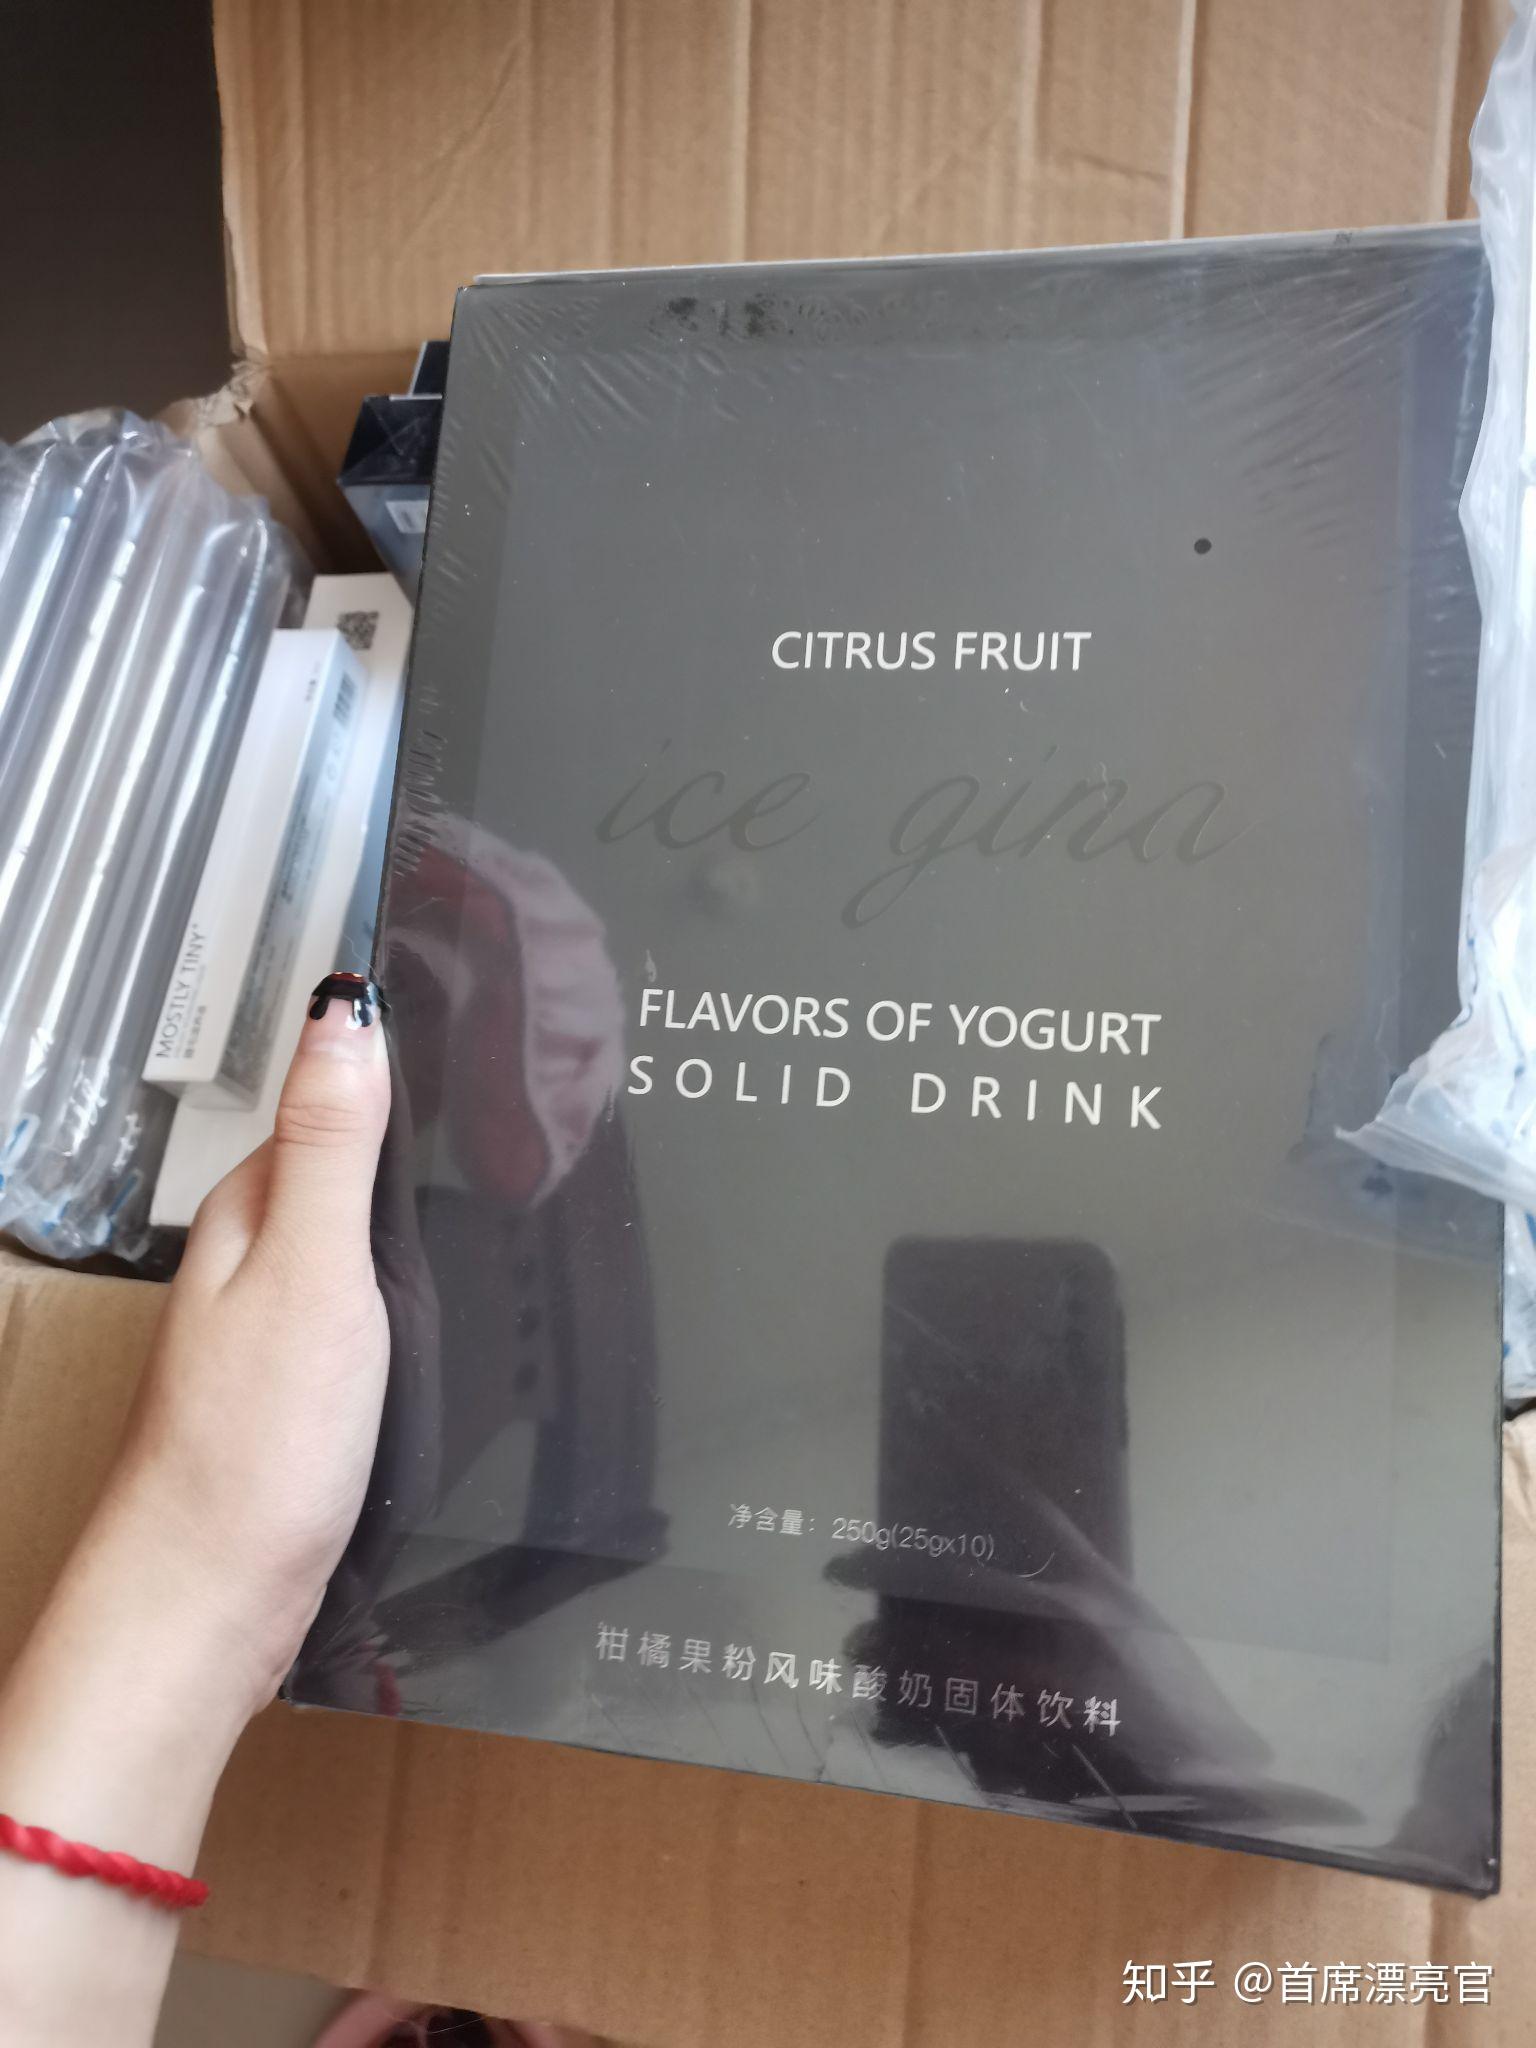 CITRUS FRUIT
ice gina
FLAVORS OF YOGURT
SOLID DRINK
净含量：250g(25gx10)
柑橘果粉风味酸奶固体饮料
MOSTLY TINY
知乎 @首席漂亮官